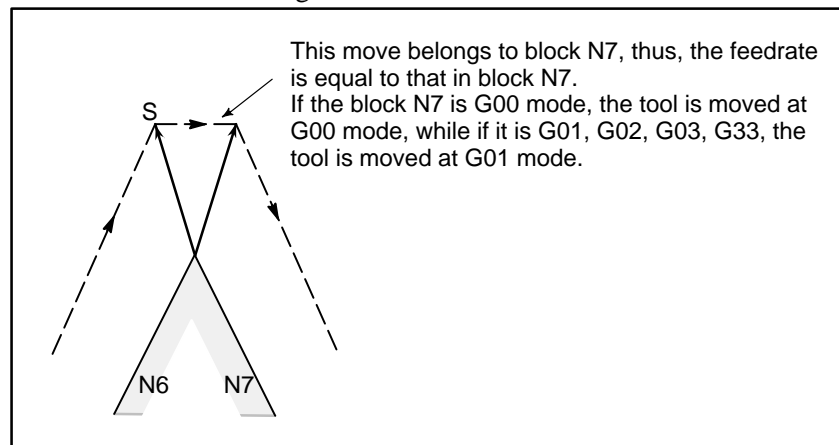 This move belongs to block N7, thus, the feedrate
is equal to that in block N7.
If the block N7 is G00 mode, the tool is moved at
G00 mode, while if it is G01, G02, G03, G33, the
tool is moved at G01 mode.
S
N6 N7